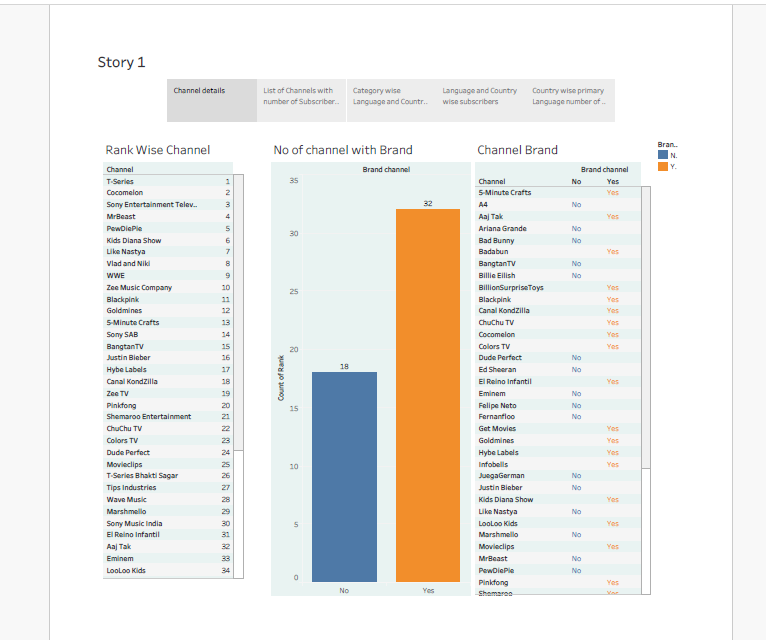 Story 1
Channel details
List of Channels with
number of Subscriber..
Category wise
Language and Countr..
Language and Country
wise subscribers
Country wise primary
Language number of ..
Rank Wise Channel
Channel
T-Series 1
Cocomelon 2
Sony Entertainment Telev.. 3
MrBeast 4
PewDiePie 5
Kids Diana Show 6
Like Nastya 7
Vlad and Niki 8
WWE 9
Zee Music Company 10
Blackpink 11
Goldmines 12
5-Minute Crafts 13
Sony SAB 14
BangtanTV 15
Justin Bieber 16
Hybe Labels 17
Canal KondZilla 18
Zee TV 19
Pinkfong 20
Shemaroo Entertainment 21
ChuChu TV 22
Colors TV 23
Dude Perfect 24
Movieclips 25
T-Series Bhakti Sagar 26
Tips Industries 27
Wave Music 28
Marshmello 29
Sony Music India 30
El Reino Infantil 31
Aaj Tak 32
Eminem 33
LooLoo Kids 34
No of channel with Brand
Brand channel
Count of Rank
35
30
25
20
15
10
5
0
18
32
No Yes
Channel Brand
Brand channel
Channel No Yes
5-Minute Crafts Yes
A4 No
Aaj Tak Yes
Ariana Grande No
Bad Bunny No
Badabun Yes
BangtanTV No
Billie Eilish No
BillionSurpriseToys Yes
Blackpink Yes
Canal KondZilla Yes
ChuChu TV Yes
Cocomelon Yes
Colors TV Yes
Dude Perfect No
Ed Sheeran No
El Reino Infantil Yes
Eminem No
Felipe Neto No
Fernanfloo No
Get Movies Yes
Goldmines Yes
Hybe Labels Yes
Infobells Yes
JuegaGerman No
Justin Bieber No
Kids Diana Show Yes
Like Nastya No
LooLoo Kids Yes
Marshmello No
Movieclips Yes
MrBeast No
PewDiePie No
Pinkfong Yes
Shemaroo Yes
Bran..
N.
Y.